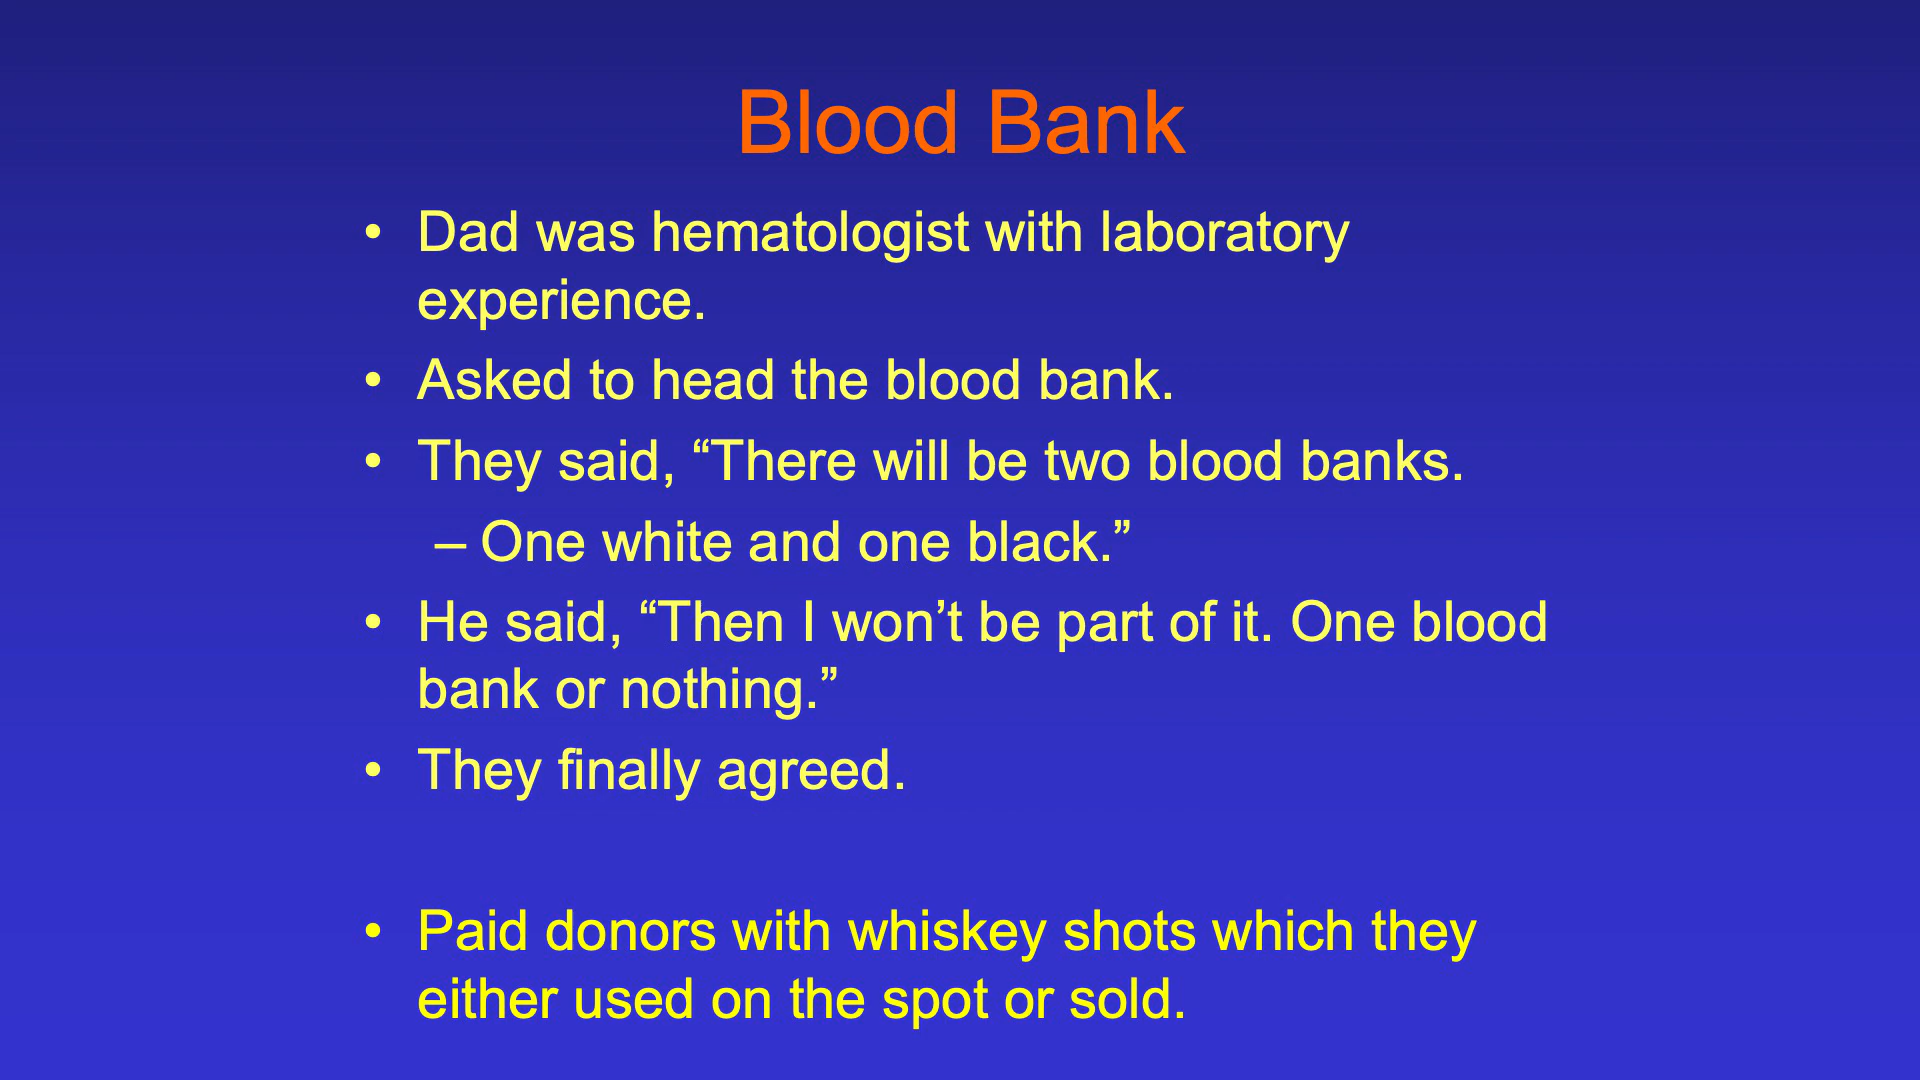 Blood Bank
• Dad was hematologist with laboratory
experience.
• Asked to head the blood bank.
• They said, “There will be two blood banks.
– One white and one black.”
• He said, “Then I won’t be part of it. One blood
bank or nothing.”
• They finally agreed.
• Paid donors with whiskey shots which they
either used on the spot or sold.